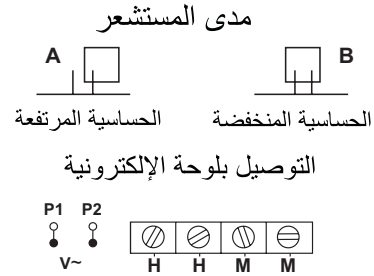 مدى المستشعر
A B
الحساسية المرتفعة الحساسية المنخفضة
التوصيل بلوحة الإلكترونية
P1 P2
V~ H H M M